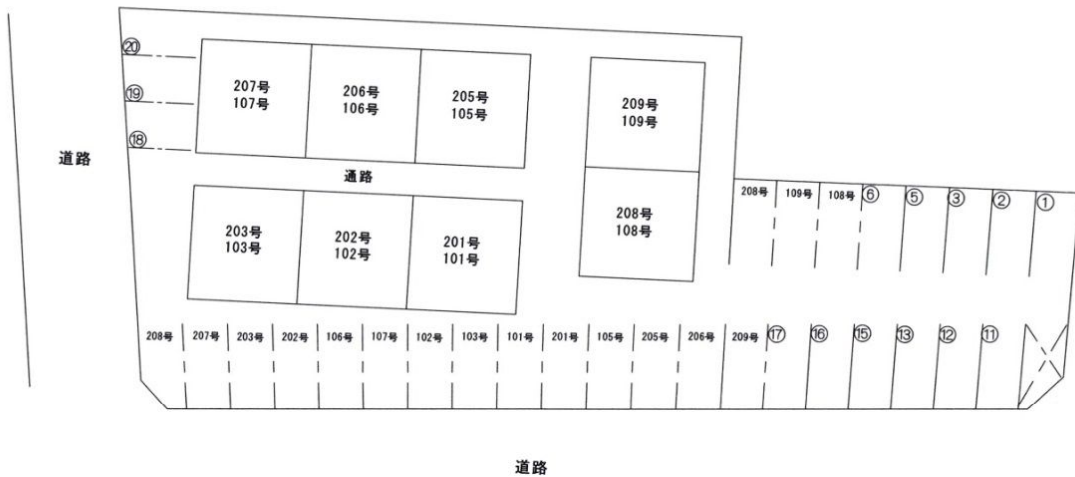 ⑳
⑲
⑱
道路
207号
107号
206号
106号
205号
105号
209号
109号
通路
203号
103号
202号
102号
201号
101号
208号
108号
208号
109号
108号
⑥
⑤
③
②
①
208号
207号
203号
202号
106号
107号
102号
103号
101号
201号
105号
205号
206号
209号
⑰
⑯
⑮
⑬
⑫
⑪
道路